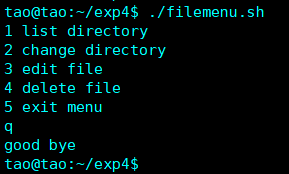 tao@tao:~/exp4$ ./filemenu.sh
1 list directory
2 change directory
3 edit file
4 delete file
5 exit menu
q
good bye
tao@tao:~/exp4$